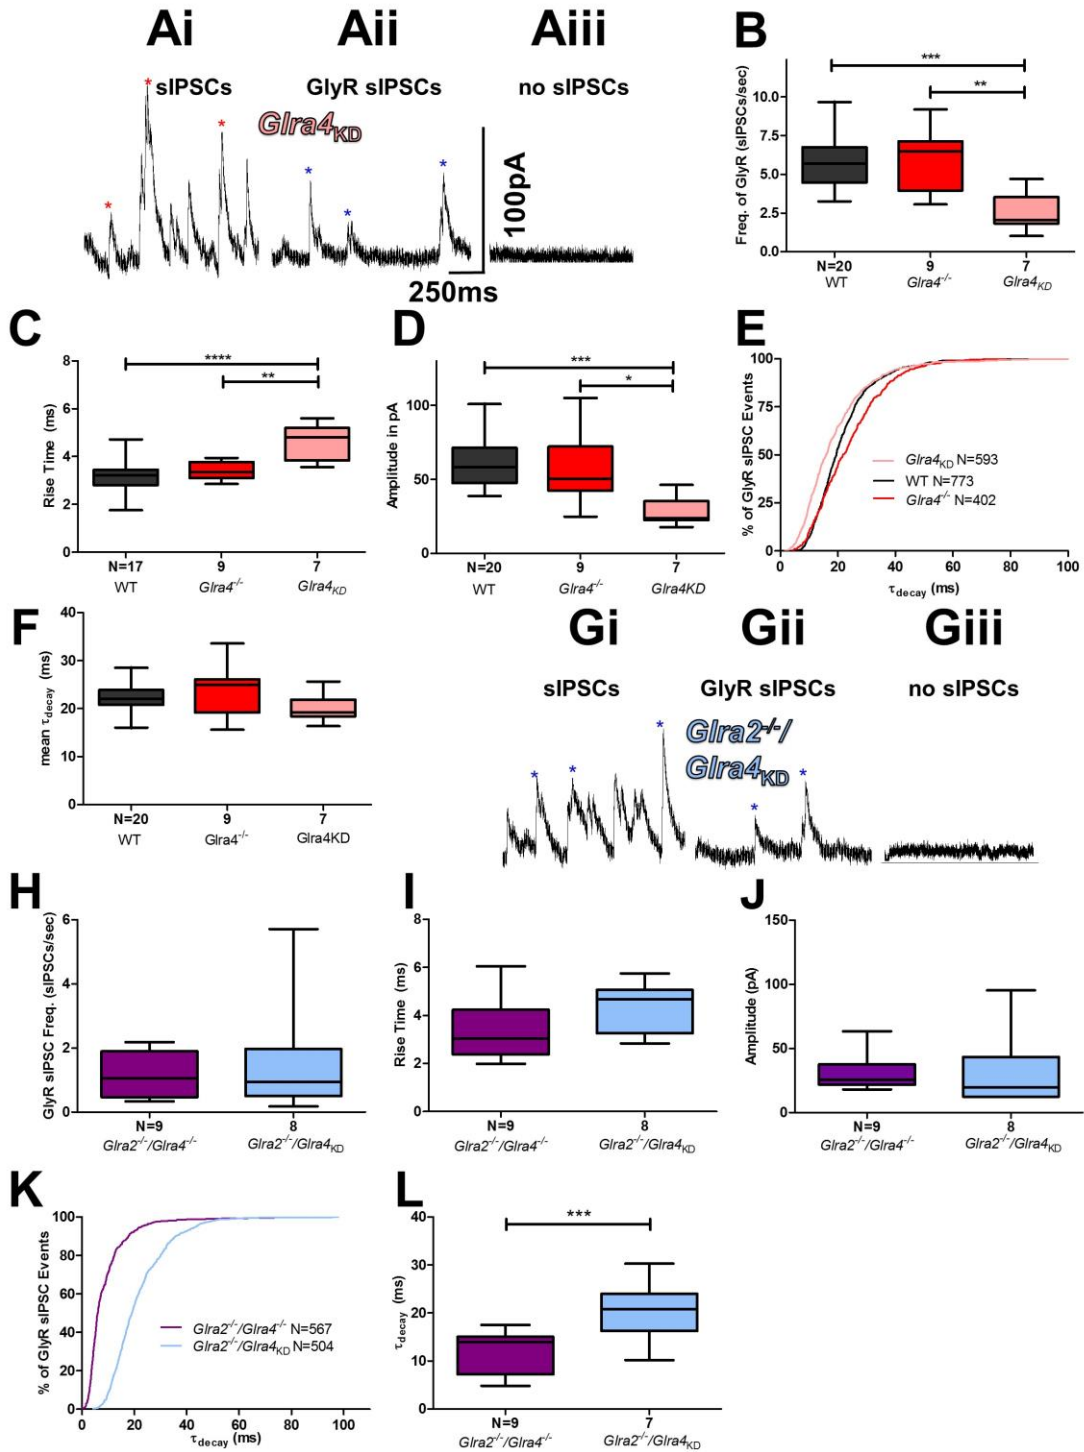 Ai Aii Aiii
sIPSCs GlyR sIPSCs no sIPSCs
* * *
Glra4KD
* * *
100pA
250ms
B
Freq. of GlyR (sIPSCs/sec)
***
**
10.0
7.5
5.0
2.5
0.0
N=20 9 7
WT Glra4-/- Glra4KD
C
Rise Time (ms)
****
**
8
6
4
2
0
N=17 9 7
WT Glra4-/- Glra4KD
D
Amplitude in pA
***
*
100
50
0
N=20 9 7
WT Glra4-/- Glra4KD
E
% of GlyR sIPSC Events
100
75
50
25
0
Glra4KD N=593
WT N=773
Glra4-/- N=402
0 20 40 60 80 100
τdecay (ms)
F
mean τdecay (ms)
40
30
20
10
0
N=20 9 7
WT Glra4-/- Glra4KD
Gi Gii Giii
sIPSCs GlyR sIPSCs no sIPSCs
Glra2-/-/
Glra4KD
* * *
* *
H
GlyR sIPSC Freq. (sIPSCs/sec)
6
4
2
0
N=9 8
Glra2-/-/Glra4-/- Glra2-/-/Glra4KD
I
Rise Time (ms)
8
6
4
2
0
N=9 8
Glra2-/-/Glra4-/- Glra2-/-/Glra4KD
J
Amplitude (pA)
150
100
50
0
N=9 8
Glra2-/-/Glra4-/- Glra2-/-/Glra4KD
K
% of GlyR sIPSC Events
100
80
60
40
20
0
Glra2-/-/Glra4-/- N=567
Glra2-/-/Glra4KD N=504
0 20 40 60 80 100
τdecay (ms)
L
τdecay (ms)
***
40
30
20
10
0
N=9 7
Glra2-/-/Glra4-/- Glra2-/-/Glra4KD